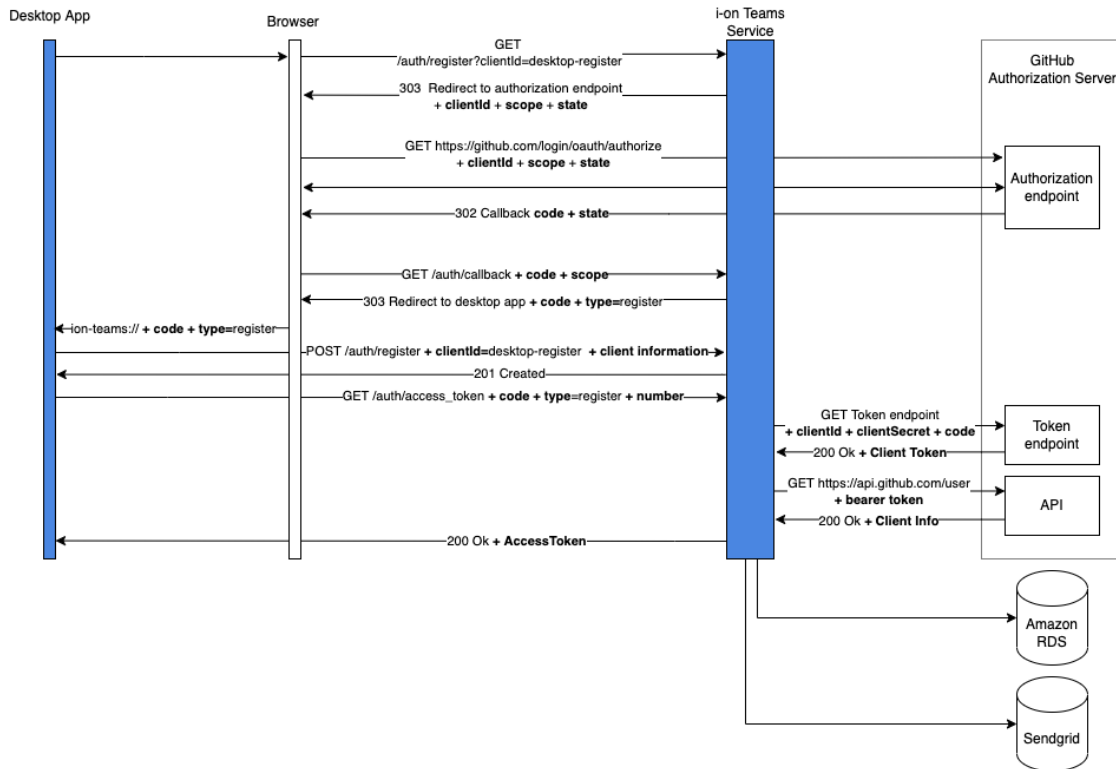 Desktop App
Browser
i-on Teams
Service
GitHub
Authorization Server
GET
/auth/register?clientId=desktop-register
303 Redirect to authorization endpoint
+ clientId + scope + state
GET https://github.com/login/oauth/authorize
+ clientId + scope + state
Authorization
endpoint
302 Callback code + state
GET /auth/callback + code + scope
303 Redirect to desktop app + code + type=register
ion-teams:// + code + type=register
POST /auth/register + clientId=desktop-register + client information
201 Created
GET /auth/access_token + code + type=register + number
GET Token endpoint
+ clientId + clientSecret + code
Token
endpoint
200 Ok + Client Token
GET https://api.github.com/user
+ bearer token
API
200 Ok + Client Info
200 Ok + AccessToken
Amazon
RDS
Sendgrid